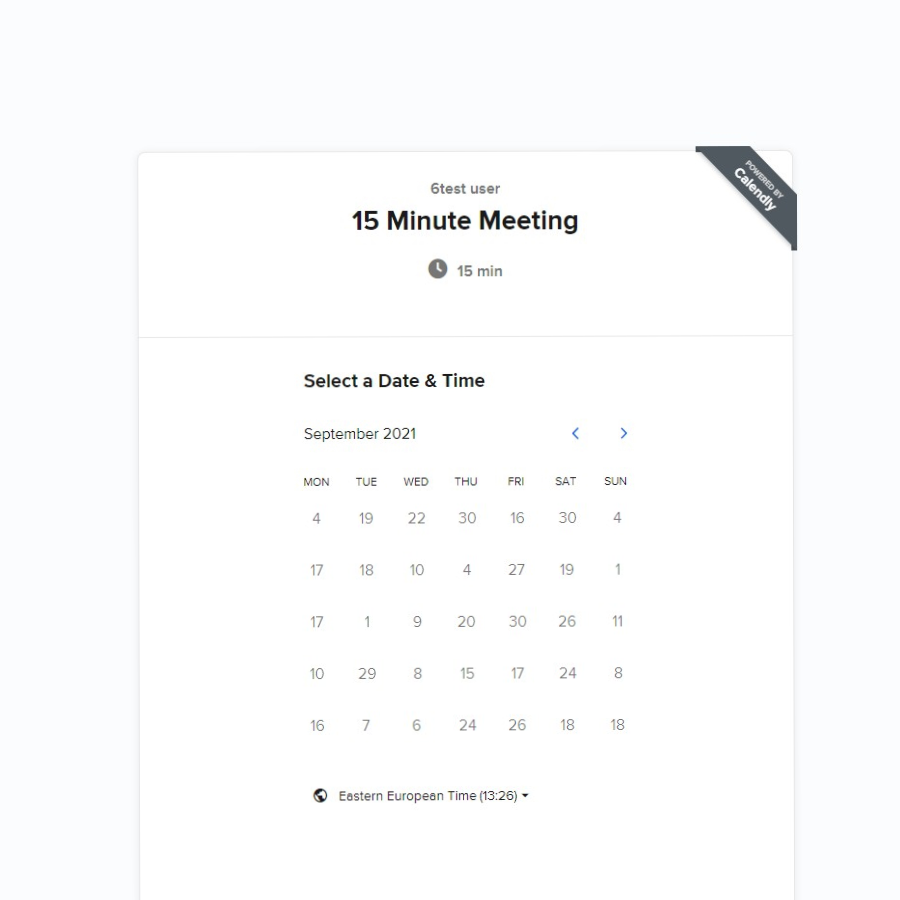 POWERED BY
Calendly
6test user
15 Minute Meeting
15 min
Select a Date & Time
September 2021
MON TUE WED THU FRI SAT SUN
4 19 22 30 16 30 4
17 18 10 4 27 19 1
17 1 9 20 30 26 11
10 29 8 15 17 24 8
16 7 6 24 26 18 18
Eastern European Time (13:26)